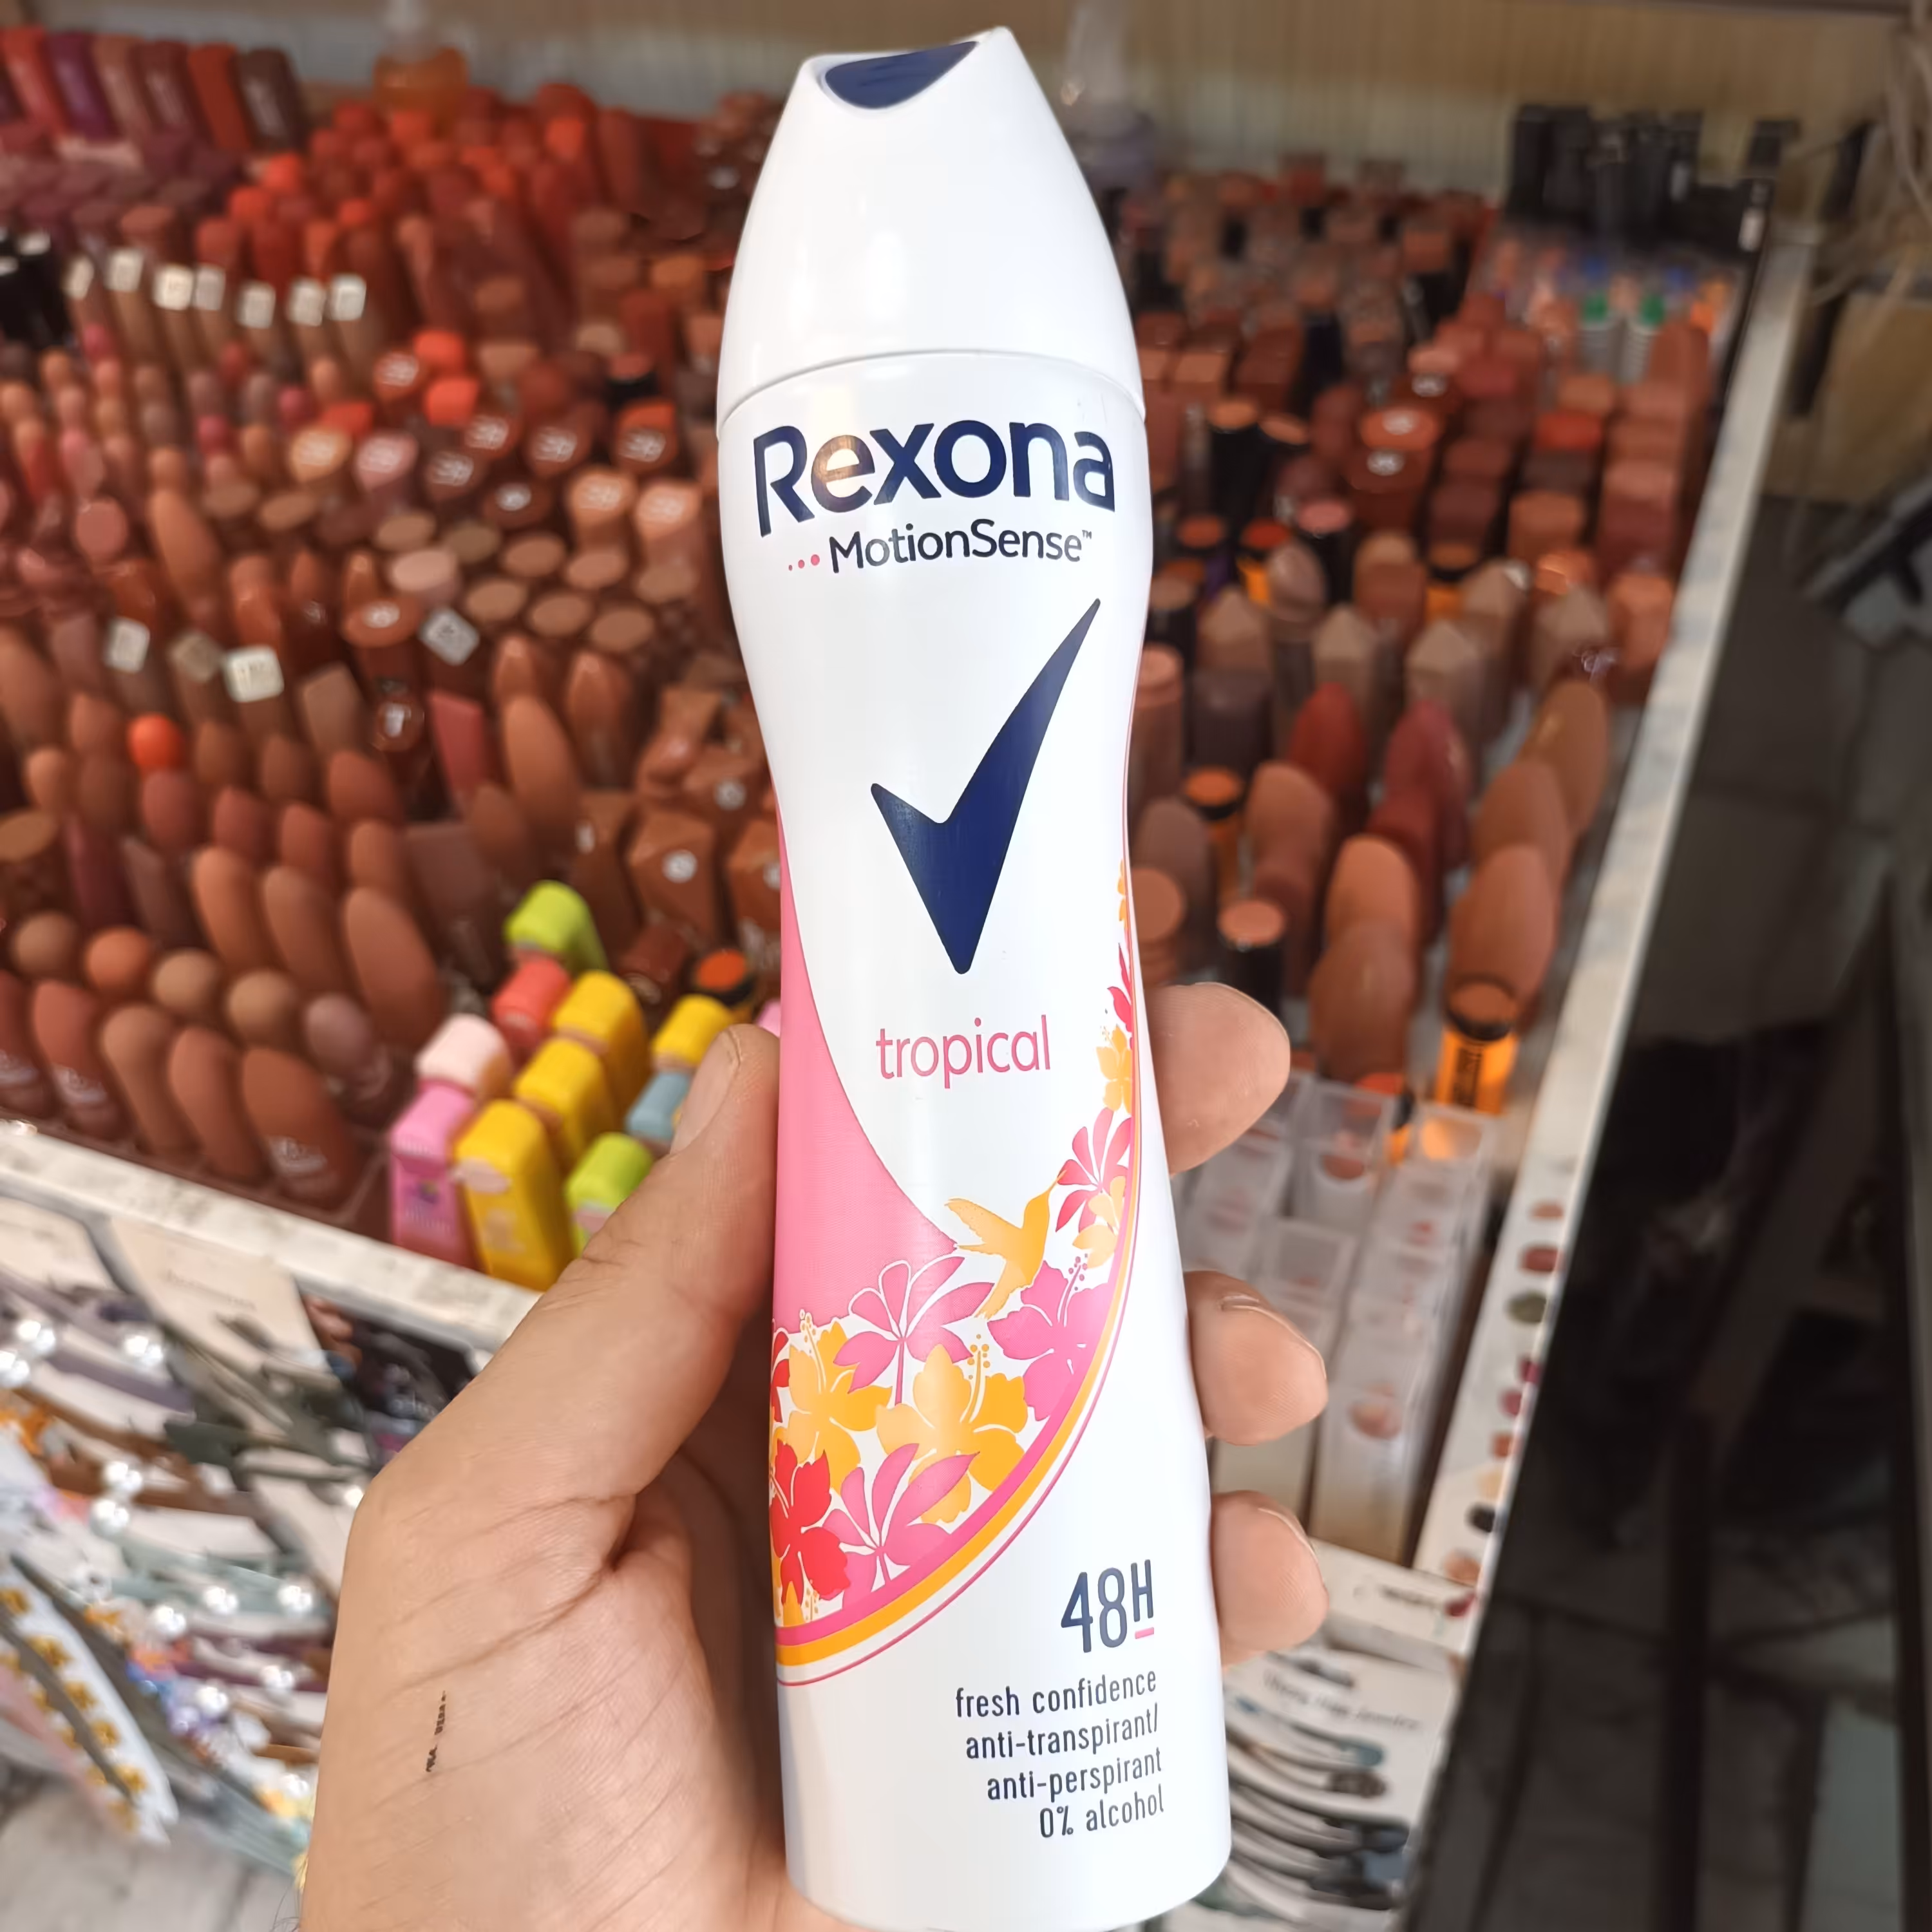 Rexona
MotionSense™
tropical
48H
fresh confidence
anti-transpirant/
anti-perspirant
0% alcohol